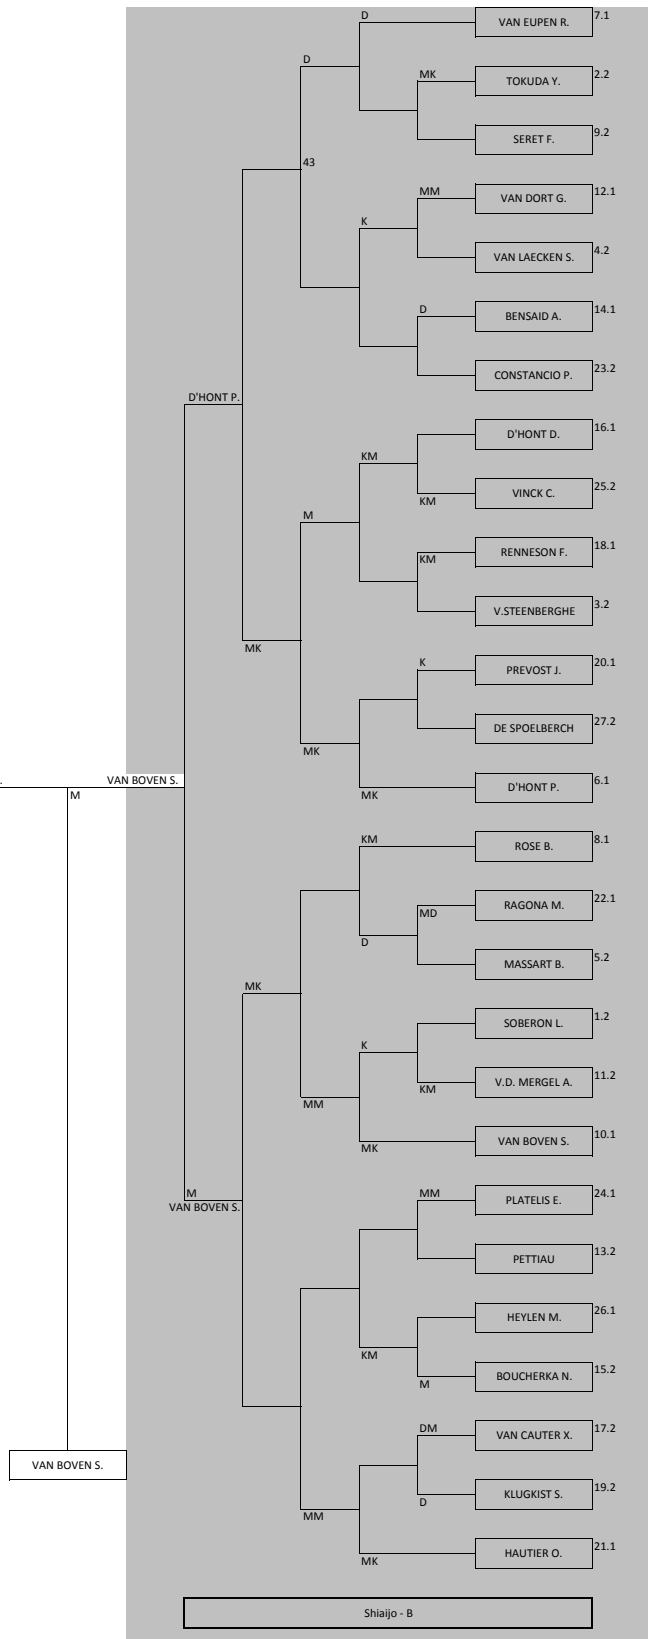 D
VAN EUPEN R. 7.1
D
MK
TOKUDA Y. 2.2
SERET F. 9.2
43
MM
VAN DORT G. 12.1
K
VAN LAECKEN S. 4.2
D
BENSAID A. 14.1
CONSTANCIO P. 23.2
D'HONT P.
D'HONT D. 16.1
KM
VINCK C. 25.2
KM
M
RENNESON F. 18.1
KM
V.STEENBERGHE 3.2
MK
K
PREVOST J. 20.1
DE SPOELBERCH 27.2
MK
D'HONT P. 6.1
MK
.
VAN BOVEN S.
M
KM
ROSE B. 8.1
RAGONA M. 22.1
MD
D
MASSART B. 5.2
MK
SOBERON L. 1.2
K
V.D. MERGEL A. 11.2
KM
MM
VAN BOVEN S. 10.1
MK
M
VAN BOVEN S.
MM
PLATELIS E. 24.1
PETTIAU 13.2
HEYLEN M. 26.1
KM
BOUCHERKA N. 15.2
M
DM
VAN CAUTER X. 17.2
VAN BOVEN S.
KLUGKIST S. 19.2
D
MM
HAUTIER O. 21.1
MK
Shiaijo - B